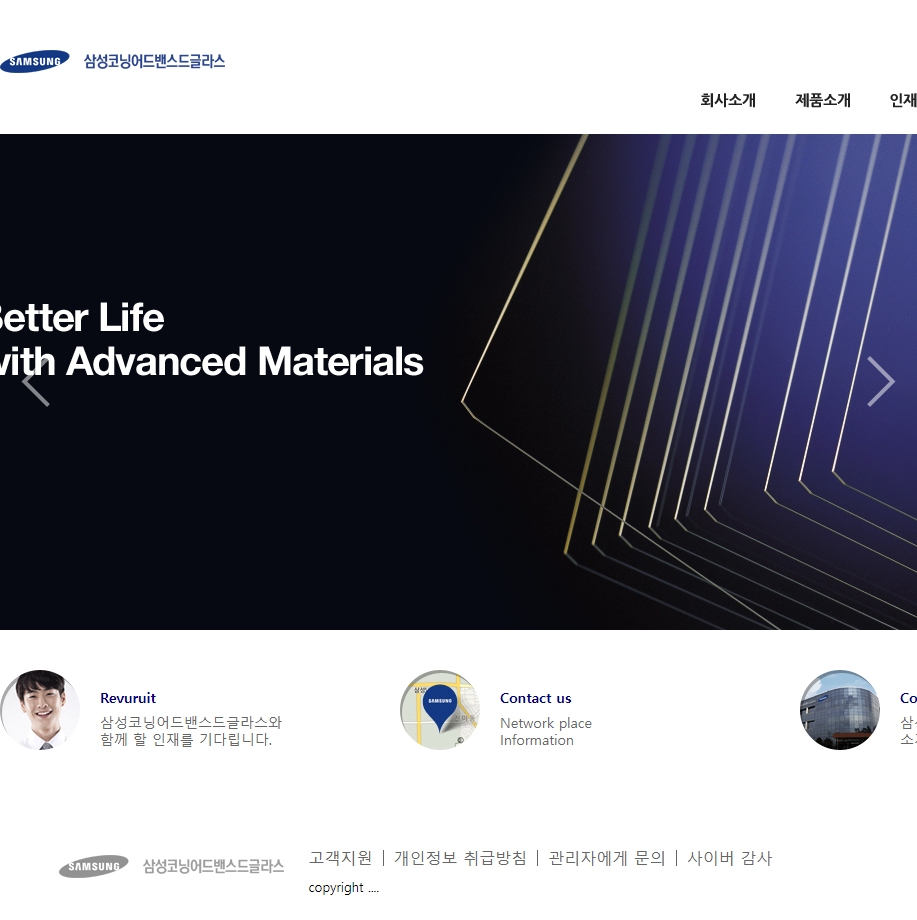 SAMSUNG 삼성코닝어드밴스드글라스
회사소개 제품소개 인재
Better Life
with Advanced Materials
Revuruit
삼성코닝어드밴스드글라스와
함께 할 인재를 기다립니다.
SAMSUNG
Contact us
Network place
Information
Co
삼성
소개
SAMSUNG 삼성코닝어드밴스드글라스
고객지원 | 개인정보 취급방침 | 관리자에게 문의 | 사이버 감사
copyright ....